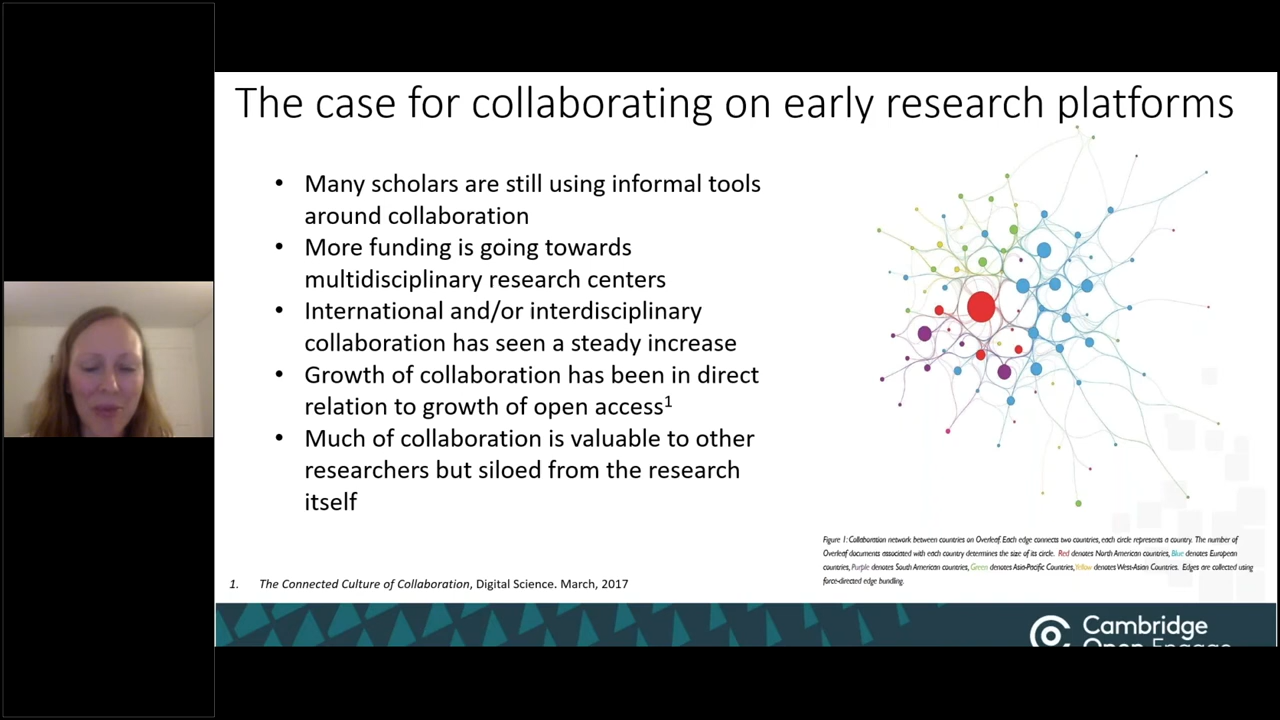 The case for collaborating on early research platforms
• Many scholars are still using informal tools
around collaboration
• More funding is going towards
multidisciplinary research centers
• International and/or interdisciplinary
collaboration has seen a steady increase
• Growth of collaboration has been in direct
relation to growth of open access¹
• Much of collaboration is valuable to other
researchers but siloed from the research
itself
Figure 1: Collaboration network between countries on Overleaf. Each edge connects two countries, each circle represents a country. The number of
Overleaf documents associated with each country determines the size of its circle. Red denotes North American countries, Blue denotes European
countries, Purple denotes South American countries, Green denotes Asia-Pacific Countries, Yellow denotes West-Asian Countries. Edges are collected using
force-directed edge bundling.
1. The Connected Culture of Collaboration, Digital Science. March, 2017
Cambridge
Open Engage